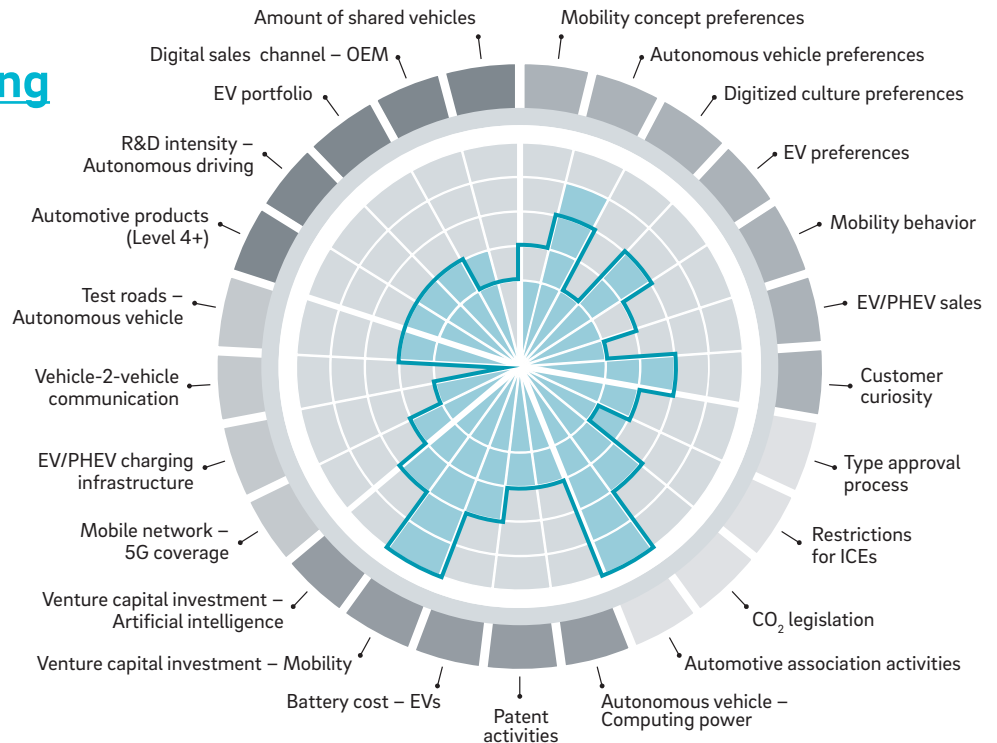 ng
Amount of shared vehicles
Mobility concept preferences
Digital sales channel – OEM
Autonomous vehicle preferences
EV portfolio
Digitized culture preferences
R&D intensity –
Autonomous driving
EV preferences
Automotive products
(Level 4+)
Mobility behavior
Test roads –
Autonomous vehicle
EV/PHEV sales
Vehicle-2-vehicle
communication
Customer
curiosity
EV/PHEV charging
infrastructure
Type approval
process
Mobile network –
5G coverage
Restrictions
for ICEs
Venture capital investment –
Artificial intelligence
CO₂ legislation
Venture capital investment – Mobility
Automotive association activities
Battery cost – EVs
Patent
activities
Autonomous vehicle –
Computing power